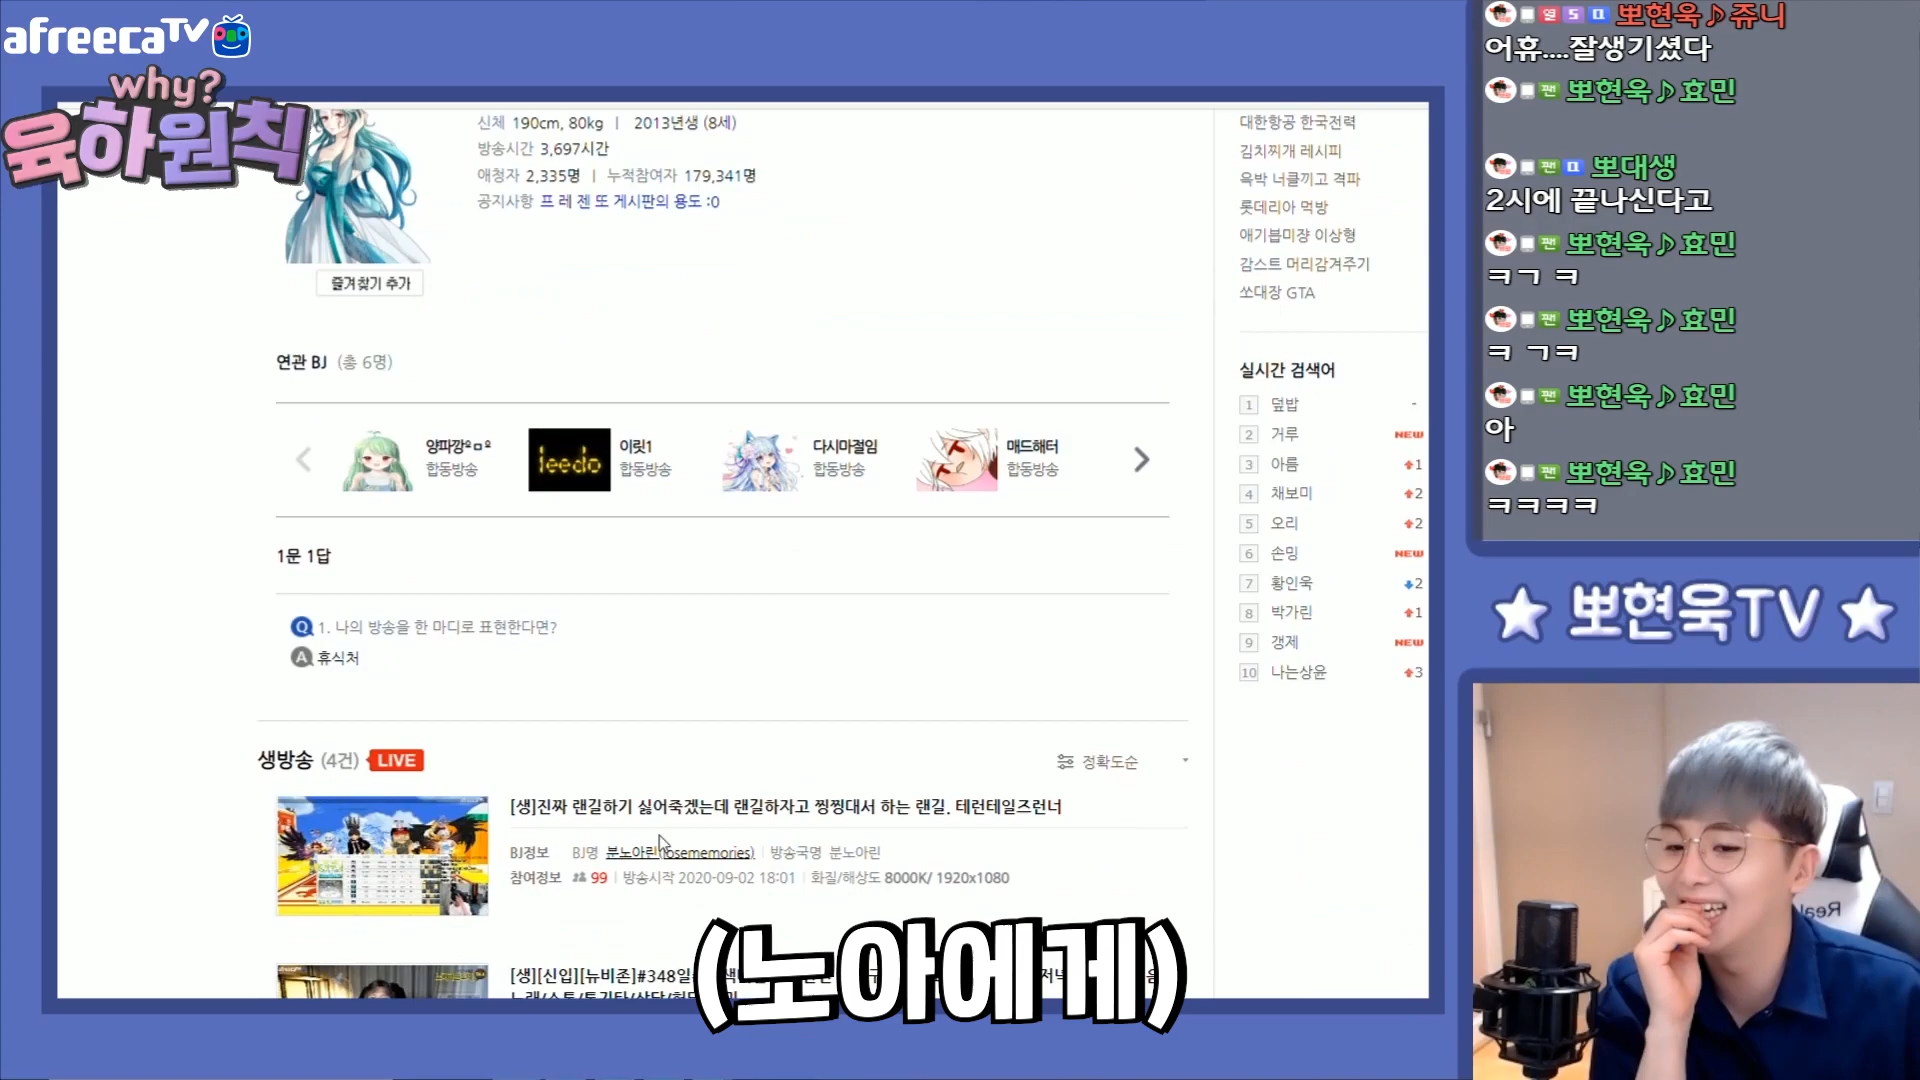 afreecaTV
why?
육하원칙
신체 190cm, 80kg | 2013년생 (8세)
방송시간 3,697시간
애청자 2,335명 | 누적참여자 179,341명
공지사항 프 레 젠 또 게시판의 용도 :0
즐겨찾기 추가
연관 BJ (총 6명)
양파깡ºㅁº
합동방송
leedo
이릿1
합동방송
다시마절임
합동방송
매드해터
합동방송
1문 1답
Q 1. 나의 방송을 한 마디로 표현한다면?
A 휴식처
생방송 (4건) LIVE
정확도순
[생]진짜 랜길하기 싫어죽겠는데 랜길하자고 찡찡대서 하는 랜길. 테런테일즈런너
BJ정보 BJ명 분노아린(osememories) | 방송국명 분노아린
참여정보 99 | 방송시작 2020-09-02 18:01 | 화질/해상도 8000K/ 1920x1080
[생][신입][뉴비존]#348일
(노아에게)
대한항공 한국전력
김치찌개 레시피
욱박 너클끼고 격파
롯데리아 먹방
애기븝미쟝 이상형
감스트 머리감겨주기
쏘대장 GTA
실시간 검색어
1 덮밥 -
2 거루 NEW
3 아름 1
4 채보미 2
5 오리 2
6 손밍 NEW
7 황인욱 2
8 박가린 1
9 갱제 NEW
10 나는상윤 3
열 S 뽀현욱♪쥬니
어휴....잘생기셨다
팬 뽀현욱♪효민
팬 뽀대생
2시에 끝나신다고
팬 뽀현욱♪효민
ㅋㄱ ㅋ
팬 뽀현욱♪효민
ㅋ ㄱㅋ
팬 뽀현욱♪효민
아
팬 뽀현욱♪효민
ㅋㅋㅋㅋ
★ 뽀현욱TV ★